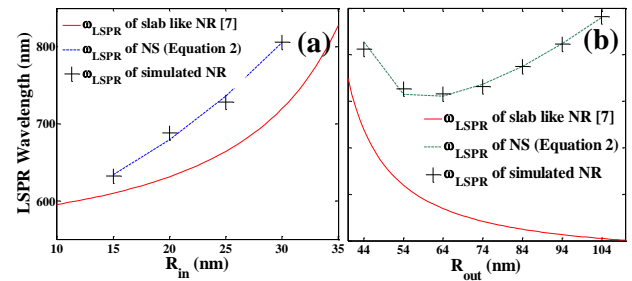 LSPR Wavelength (nm)
800
700
600
ω_LSPR of slab like NR [7]
ω_LSPR of NS (Equation 2)
ω_LSPR of simulated NR
(a)
10 15 20 25 30 35
R_in (nm)
(b)
ω_LSPR of slab like NR [7]
ω_LSPR of NS (Equation 2)
ω_LSPR of simulated NR
44 54 64 74 84 94 104
R_out (nm)